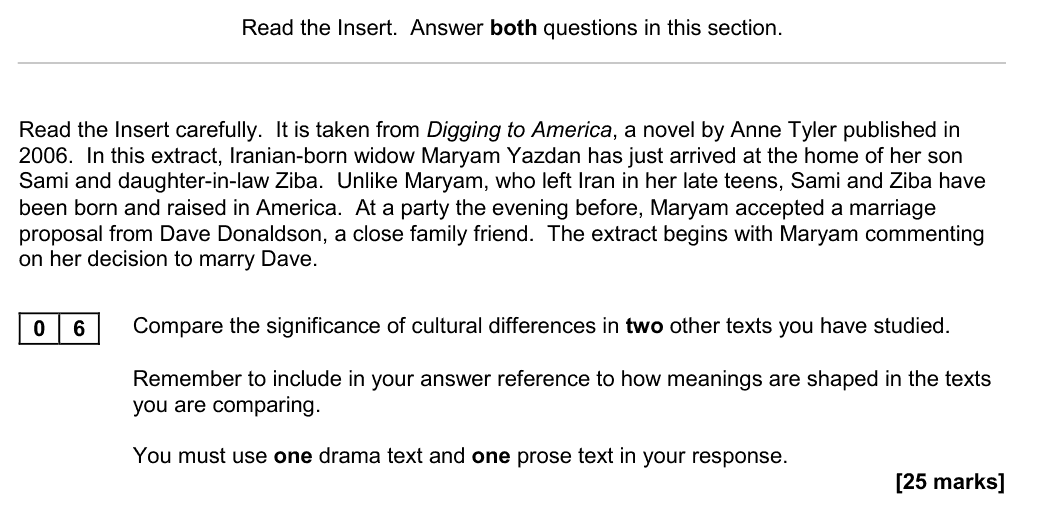 Read the Insert. Answer both questions in this section.
Read the Insert carefully. It is taken from Digging to America, a novel by Anne Tyler published in
2006. In this extract, Iranian-born widow Maryam Yazdan has just arrived at the home of her son
Sami and daughter-in-law Ziba. Unlike Maryam, who left Iran in her late teens, Sami and Ziba have
been born and raised in America. At a party the evening before, Maryam accepted a marriage
proposal from Dave Donaldson, a close family friend. The extract begins with Maryam commenting
on her decision to marry Dave.
0 6 Compare the significance of cultural differences in two other texts you have studied.
Remember to include in your answer reference to how meanings are shaped in the texts
you are comparing.
You must use one drama text and one prose text in your response.
[25 marks]